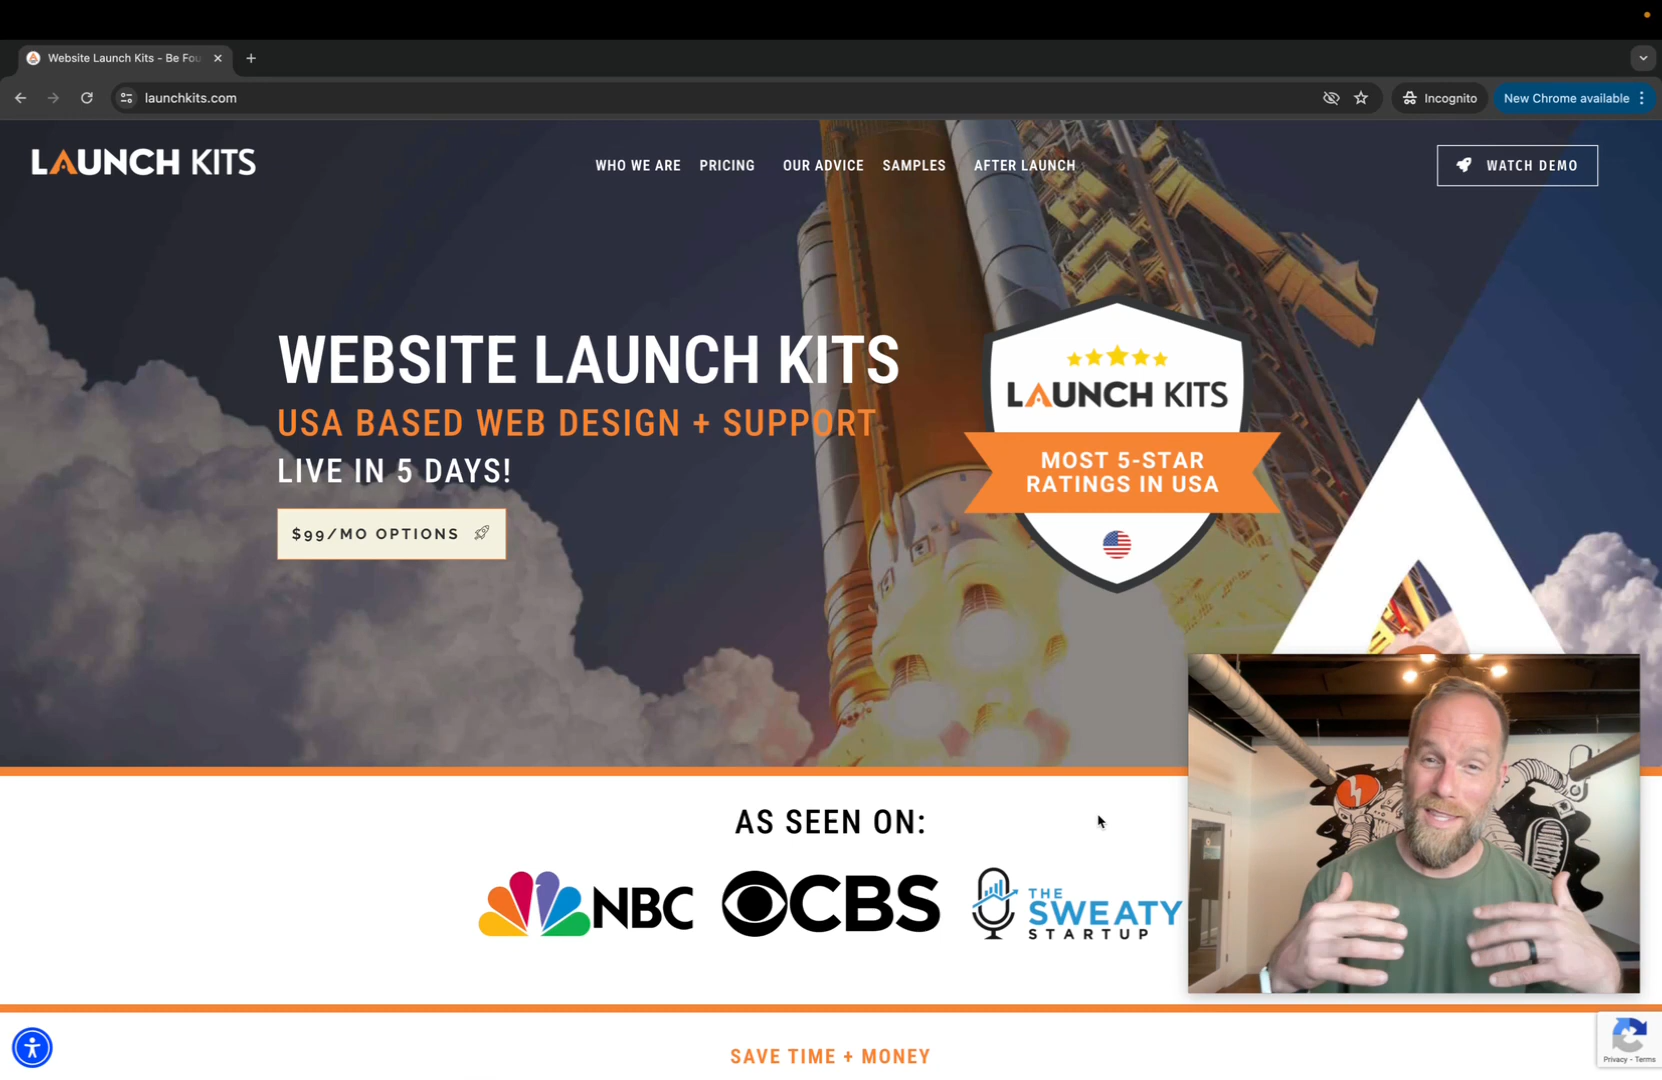 Website Launch Kits - Be Fou
launchkits.com
Incognito
New Chrome available
LAUNCH KITS
WHO WE ARE
PRICING
OUR ADVICE
SAMPLES
AFTER LAUNCH
WATCH DEMO
WEBSITE LAUNCH KITS
USA BASED WEB DESIGN + SUPPORT
LIVE IN 5 DAYS!
$99/MO OPTIONS
LAUNCH KITS
MOST 5-STAR
RATINGS IN USA
AS SEEN ON:
NBC
CBS
THE
SWEATY
STARTUP
SAVE TIME + MONEY
Privacy - Terms